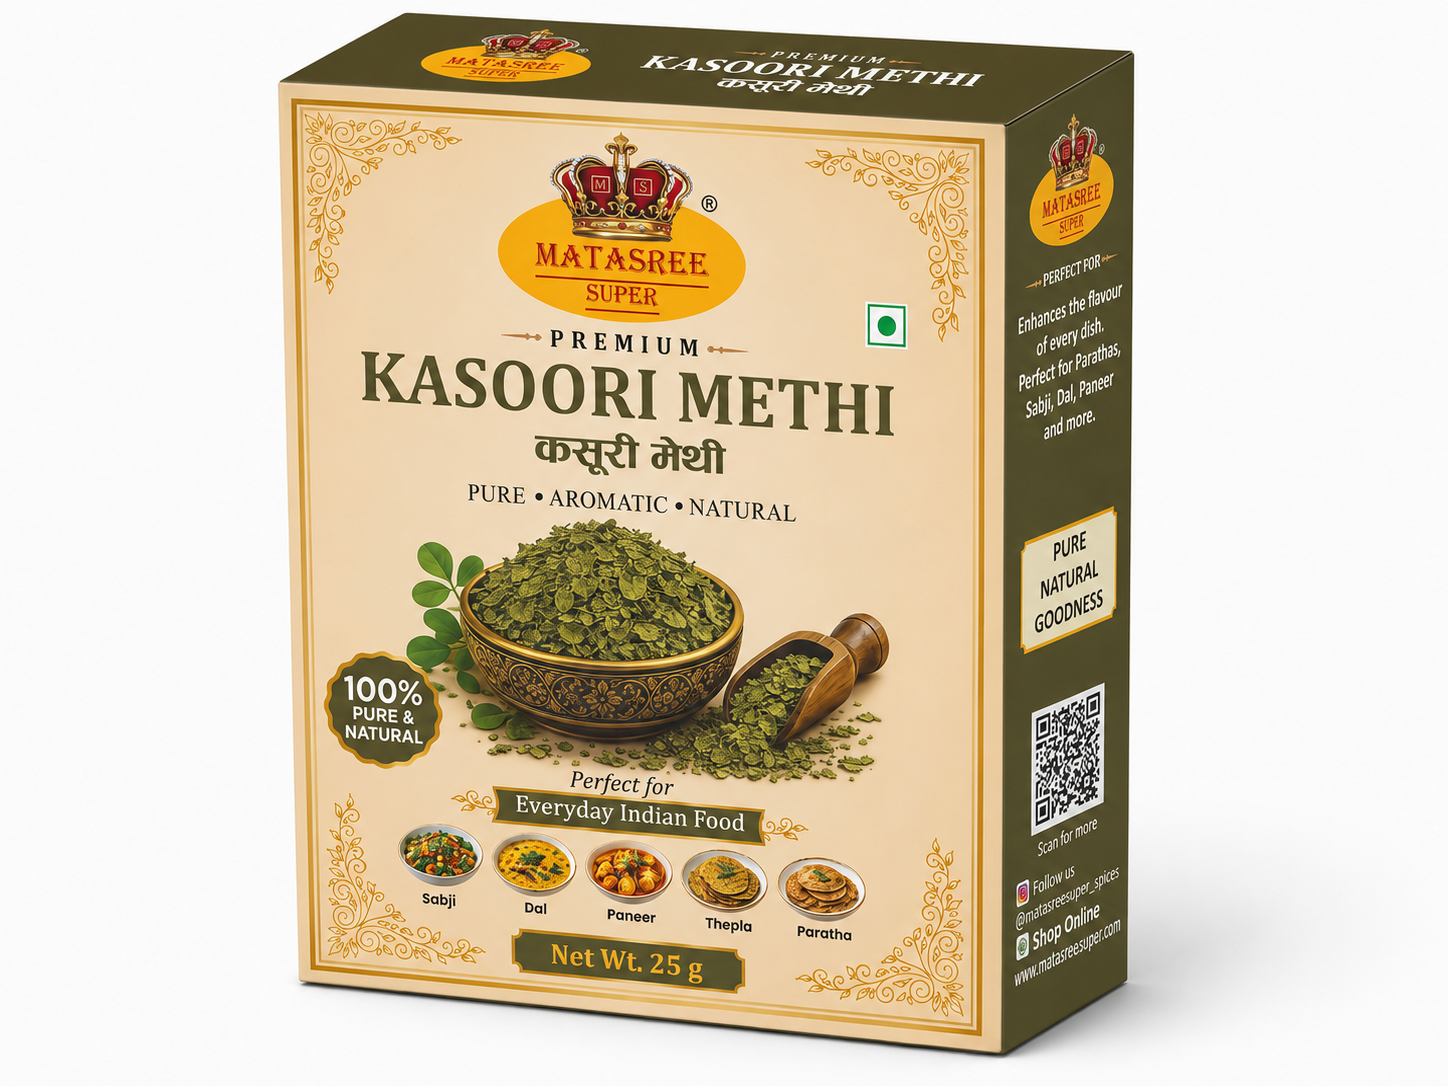 MATASREE
SUPER
PREMIUM
KASOORI METHI
कसूरी मेथी
M S
®
MATASREE
SUPER
PREMIUM
KASOORI METHI
कसूरी मेथी
PURE • AROMATIC • NATURAL
100%
PURE &
NATURAL
Perfect for
Everyday Indian Food
Sabji
Dal
Paneer
Thepla
Paratha
Net Wt. 25 g
MATASREE
SUPER
PERFECT FOR
Enhances the flavour
of every dish.
Perfect for Parathas,
Sabji, Dal, Paneer
and more.
PURE
NATURAL
GOODNESS
Scan for more
Follow us
@matasreesuper_spices
Shop Online
www.matasreesuper.com